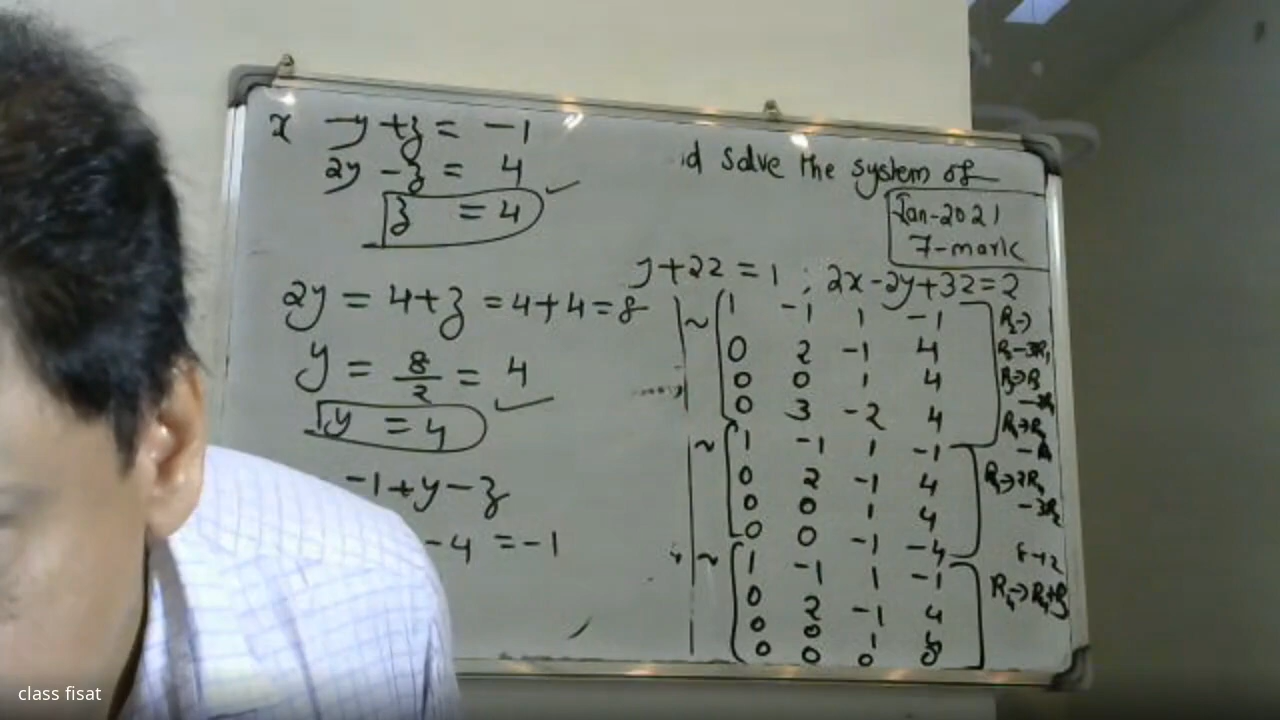 x -y+z = -1
2y -z = 4
z = 4
2y = 4+z = 4+4 = 8
y = 8/2 = 4
y = 4
-1+y-z
-4 = -1
d solve the system of
Jan-2021
7-mark
y+2z = 1 ; 2x-2y+3z=2
~ 1 -1 1 -1
0 2 -1 4
0 0 1 4
0 3 -2 4
~ 1 -1 1 -1
0 2 -1 4
0 0 1 4
0 0 -1 -4
~ 1 -1 1 -1
0 2 -1 4
0 0 1
0 0 0
R2→
R2-3R1
-3R2
R4→R4+R3
class fisat